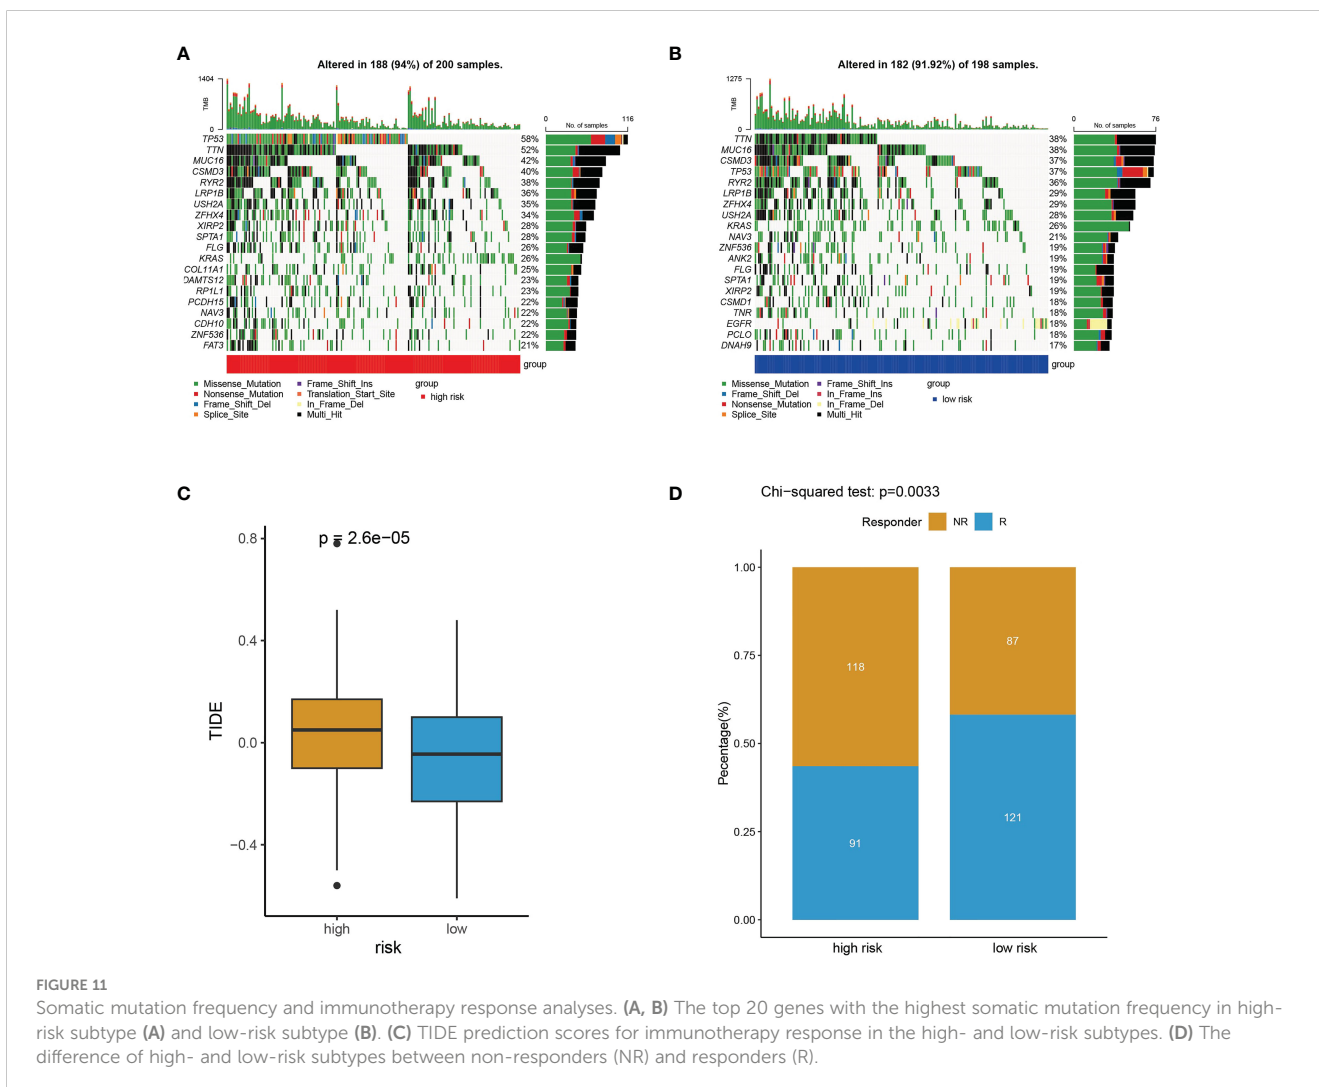 A
Altered in 188 (94%) of 200 samples.
1404
TMB
0
0
116
No. of samples
TP53 58%
TTN 52%
MUC16 42%
CSMD3 40%
RYR2 38%
LRP1B 36%
USH2A 35%
ZFHX4 34%
XIRP2 28%
SPTA1 28%
FLG 26%
KRAS 26%
COL11A1 25%
DAMTS12 23%
RP1L1 23%
PCDH15 22%
NAV3 22%
CDH10 22%
ZNF536 22%
FAT3 21%
group
Missense_Mutation
Nonsense_Mutation
Frame_Shift_Del
Splice_Site
Frame_Shift_Ins
Translation_Start_Site
In_Frame_Del
Multi_Hit
group
high risk
B
Altered in 182 (91.92%) of 198 samples.
1275
TMB
0
0
76
No. of samples
TTN 38%
MUC16 38%
CSMD3 37%
TP53 37%
RYR2 36%
LRP1B 29%
ZFHX4 29%
USH2A 28%
KRAS 26%
NAV3 21%
ZNF536 19%
ANK2 19%
FLG 19%
SPTA1 19%
XIRP2 19%
CSMD1 18%
TNR 18%
EGFR 18%
PCLO 18%
DNAH9 17%
group
Missense_Mutation
Frame_Shift_Del
Nonsense_Mutation
Splice_Site
Frame_Shift_Ins
In_Frame_Ins
In_Frame_Del
Multi_Hit
group
low risk
C
p = 2.6e−05
0.8
0.4
0.0
−0.4
TIDE
high
low
risk
D
Chi−squared test: p=0.0033
Responder NR R
1.00
0.75
0.50
0.25
0.00
Pecentage(%)
118
91
87
121
high risk
low risk
FIGURE 11
Somatic mutation frequency and immunotherapy response analyses. (A, B) The top 20 genes with the highest somatic mutation frequency in high-
risk subtype (A) and low-risk subtype (B). (C) TIDE prediction scores for immunotherapy response in the high- and low-risk subtypes. (D) The
difference of high- and low-risk subtypes between non-responders (NR) and responders (R).